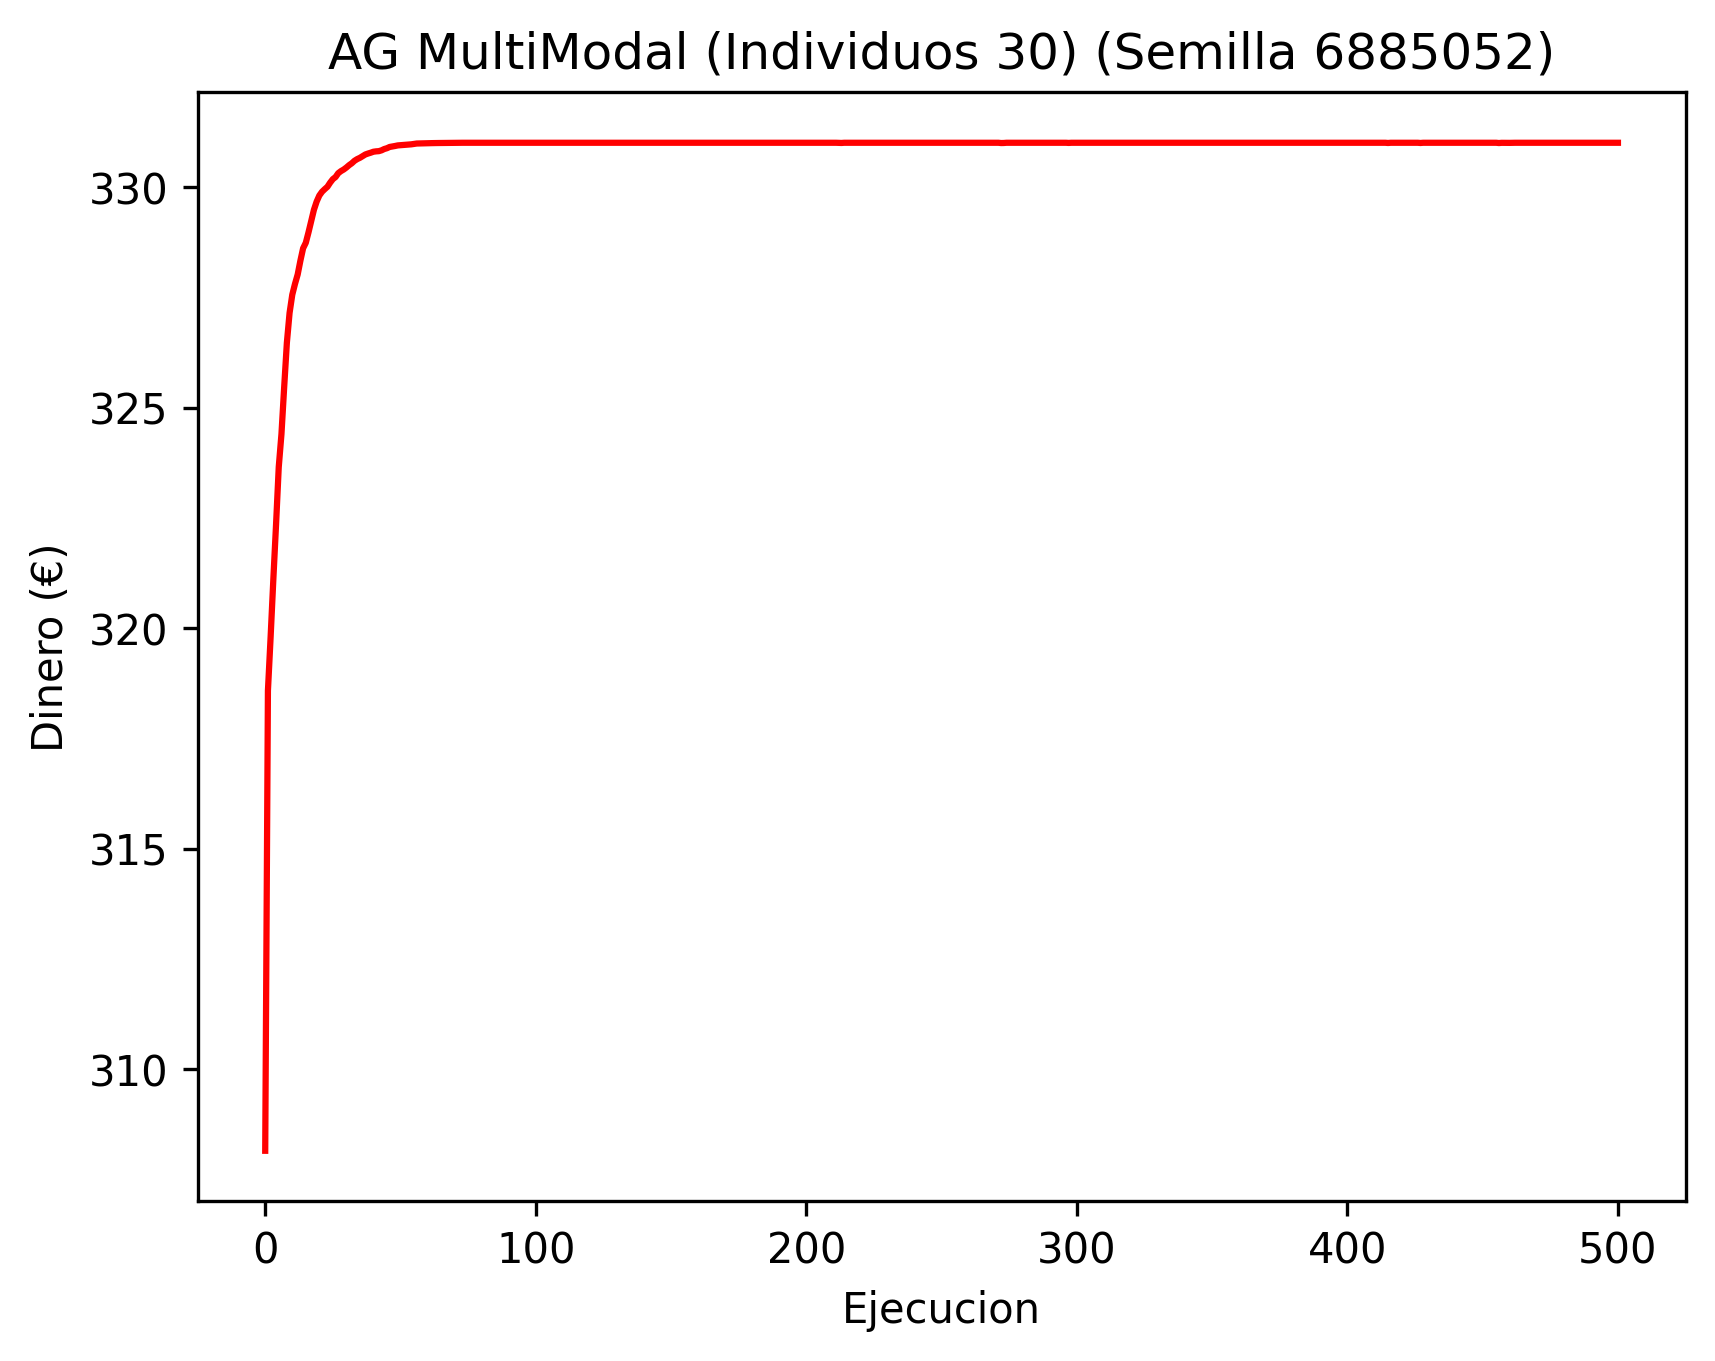 AG MultiModal (Individuos 30) (Semilla 6885052)
Dinero (€)
330
325
320
315
310
0 100 200 300 400 500
Ejecucion